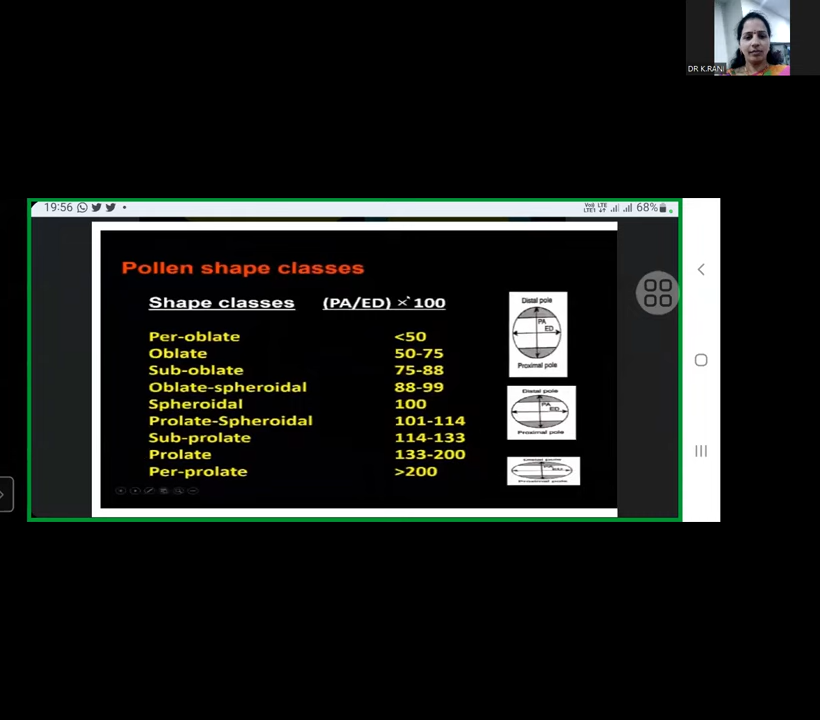 DR K.RANI
19:56
68%
Pollen shape classes
Shape classes (PA/ED) × 100
Per-oblate <50
Oblate 50-75
Sub-oblate 75-88
Oblate-spheroidal 88-99
Spheroidal 100
Prolate-Spheroidal 101-114
Sub-prolate 114-133
Prolate 133-200
Per-prolate >200
Distal pole
PA
ED
Proximal pole
Distal pole
PA
ED
Proximal pole